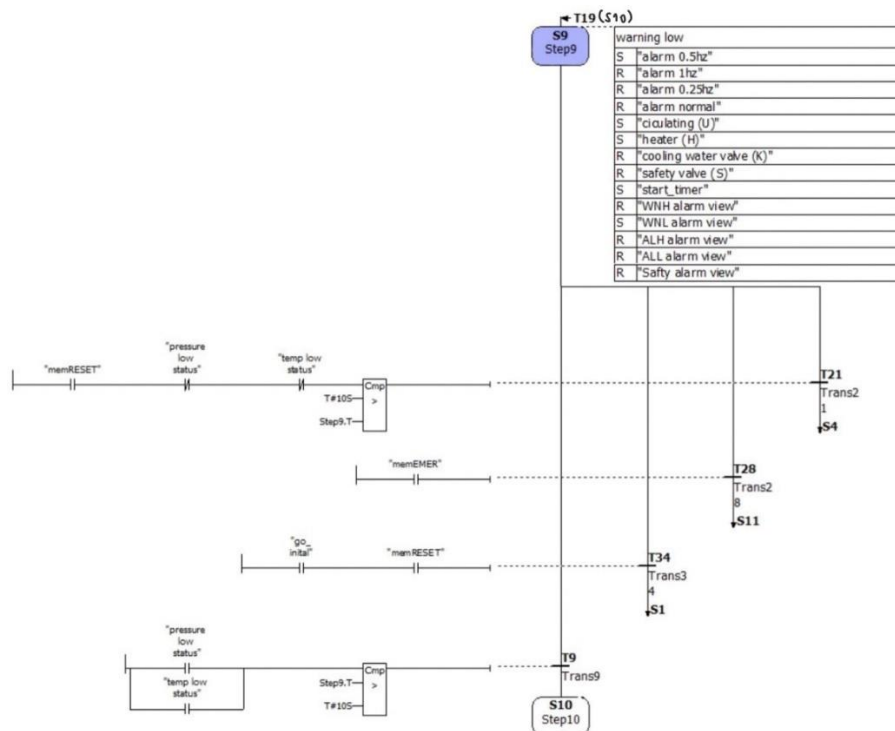 T19(S10)
S9
Step9
warning low
S "alarm 0.5hz"
R "alarm 1hz"
R "alarm 0.25hz"
R "alarm normal"
S "ciculating (U)"
S "heater (H)"
R "cooling water valve (K)"
R "safety valve (S)"
S "start_timer"
R "WNH alarm view"
S "WNL alarm view"
R "ALH alarm view"
R "ALL alarm view"
R "Safty alarm view"
"memRESET"
"pressure
low
status"
"temp low
status"
Cmp
>
T#10S
Step9.T
T21
Trans2
1
S4
"memEMER"
T28
Trans2
8
S11
"go_
inital"
"memRESET"
T34
Trans3
4
S1
"pressure
low
status"
"temp low
status"
Cmp
>
Step9.T
T#10S
T9
Trans9
S10
Step10